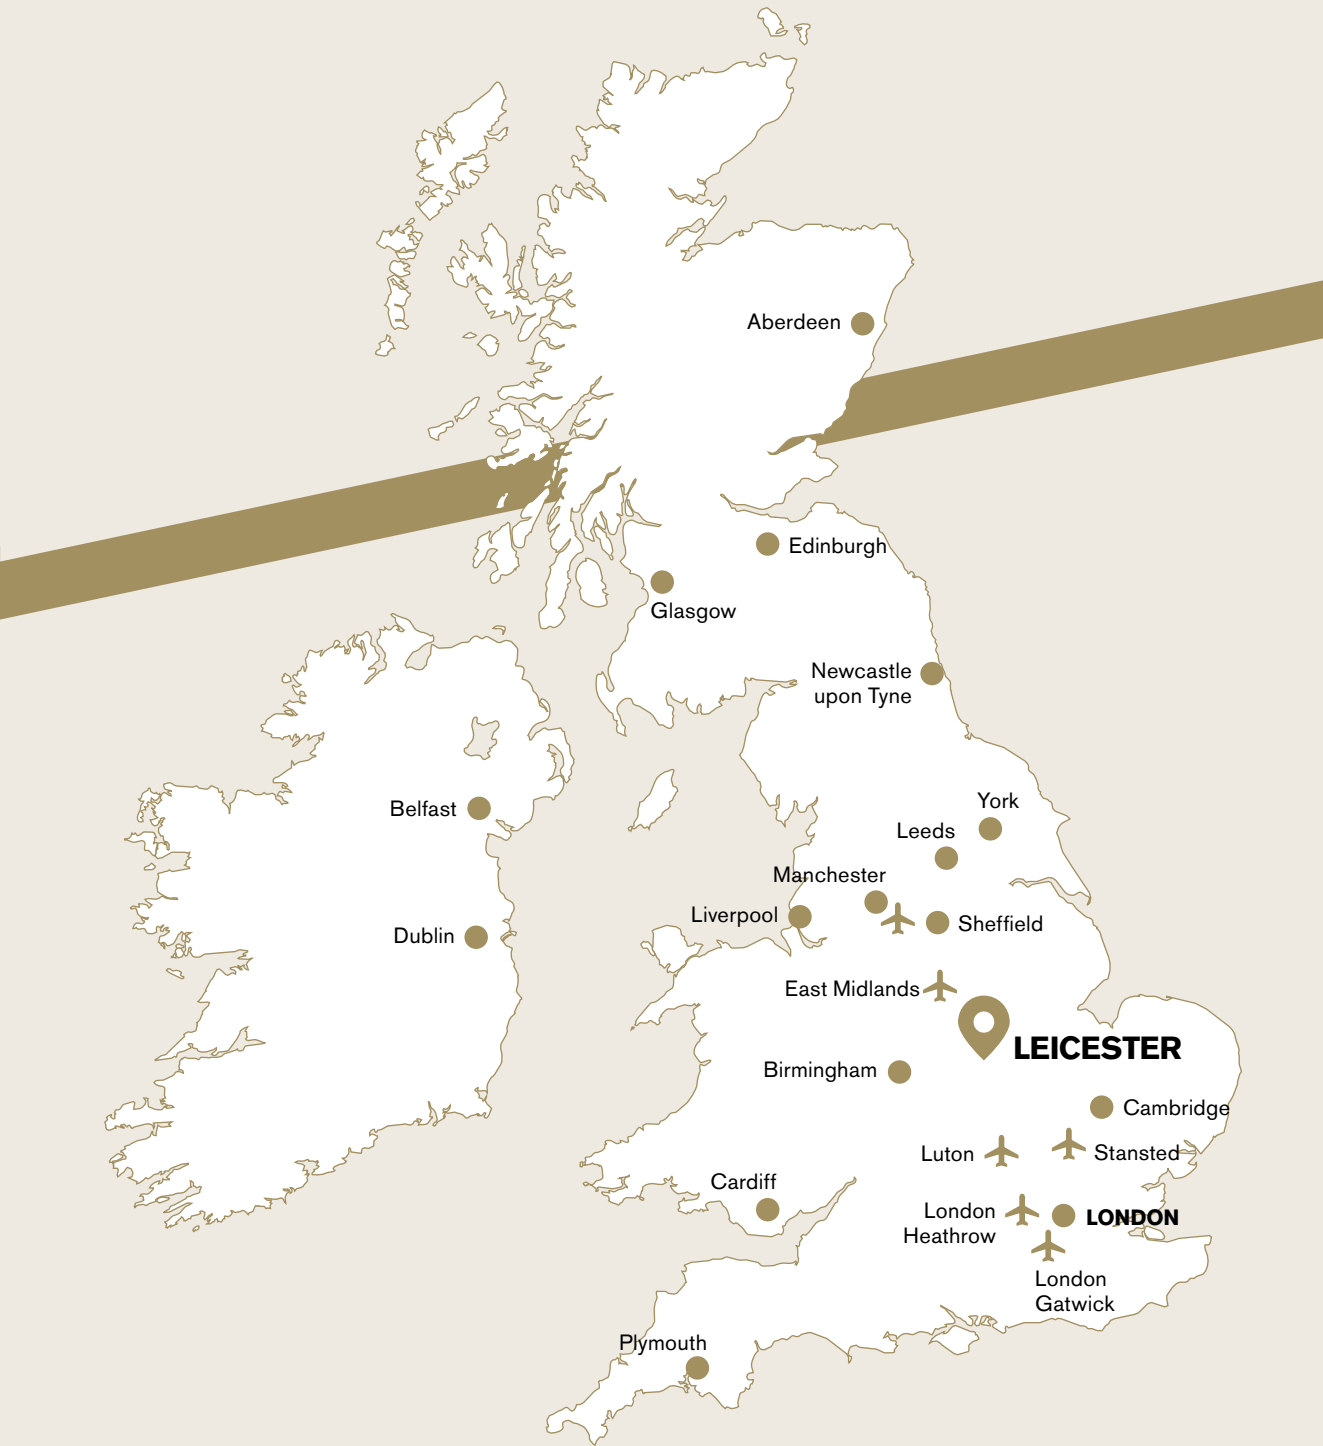 Aberdeen
Edinburgh
Glasgow
Newcastle
upon Tyne
York
Belfast
Leeds
Manchester
Liverpool
Sheffield
Dublin
East Midlands
LEICESTER
Birmingham
Cambridge
Luton
Stansted
Cardiff
London
Heathrow
LONDON
London
Gatwick
Plymouth